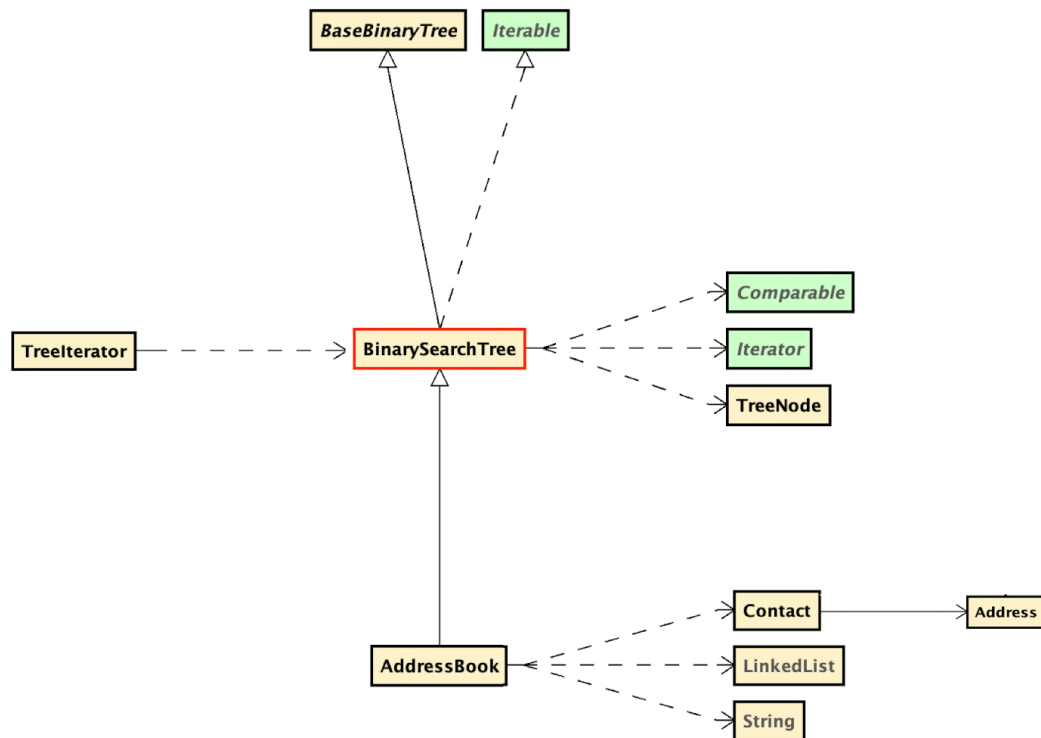 BaseBinaryTree
Iterable
Comparable
TreeIterator
BinarySearchTree
Iterator
TreeNode
Contact
Address
AddressBook
LinkedList
String